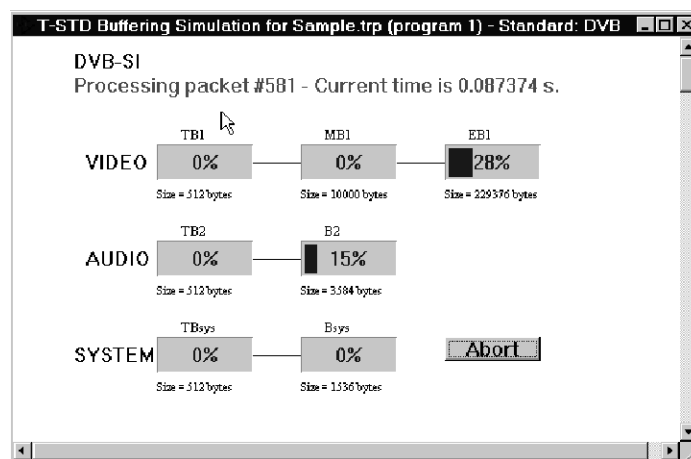 T-STD Buffering Simulation for Sample.trp (program 1) - Standard: DVB
DVB-SI
Processing packet #581 - Current time is 0.087374 s.
TB1 MB1 EB1
VIDEO 0% 0% 28%
Size = 512 bytes Size = 10000 bytes Size = 229376 bytes
TB2 B2
AUDIO 0% 15%
Size = 512 bytes Size = 3584 bytes
TBsys Bsys
SYSTEM 0% 0% Abort
Size = 512 bytes Size = 1536 bytes